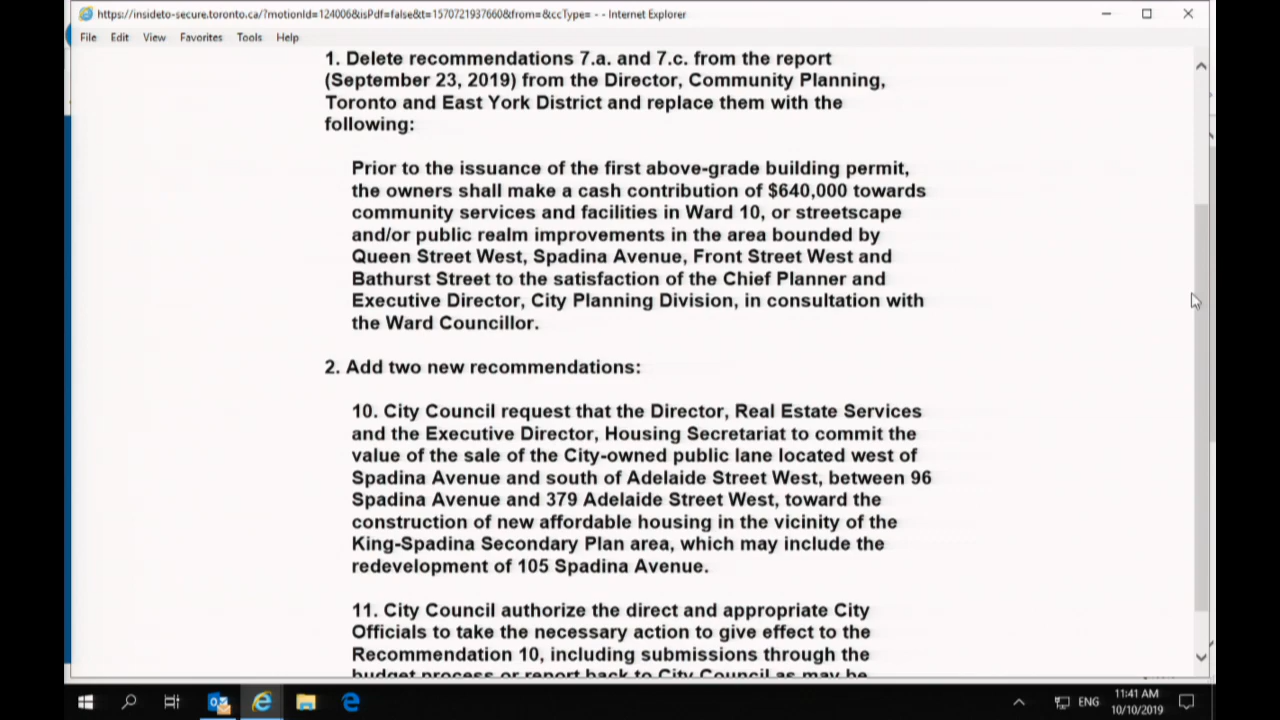 https://insideto-secure.toronto.ca/?motionId=124006&isPdf=false&t=1570721937660&from=&ccType= - - Internet Explorer
File Edit View Favorites Tools Help
1. Delete recommendations 7.a. and 7.c. from the report
(September 23, 2019) from the Director, Community Planning,
Toronto and East York District and replace them with the
following:
Prior to the issuance of the first above-grade building permit,
the owners shall make a cash contribution of $640,000 towards
community services and facilities in Ward 10, or streetscape
and/or public realm improvements in the area bounded by
Queen Street West, Spadina Avenue, Front Street West and
Bathurst Street to the satisfaction of the Chief Planner and
Executive Director, City Planning Division, in consultation with
the Ward Councillor.
2. Add two new recommendations:
10. City Council request that the Director, Real Estate Services
and the Executive Director, Housing Secretariat to commit the
value of the sale of the City-owned public lane located west of
Spadina Avenue and south of Adelaide Street West, between 96
Spadina Avenue and 379 Adelaide Street West, toward the
construction of new affordable housing in the vicinity of the
King-Spadina Secondary Plan area, which may include the
redevelopment of 105 Spadina Avenue.
11. City Council authorize the direct and appropriate City
Officials to take the necessary action to give effect to the
Recommendation 10, including submissions through the
budget process or report back to City Council as may be
ENG
11:41 AM
10/10/2019